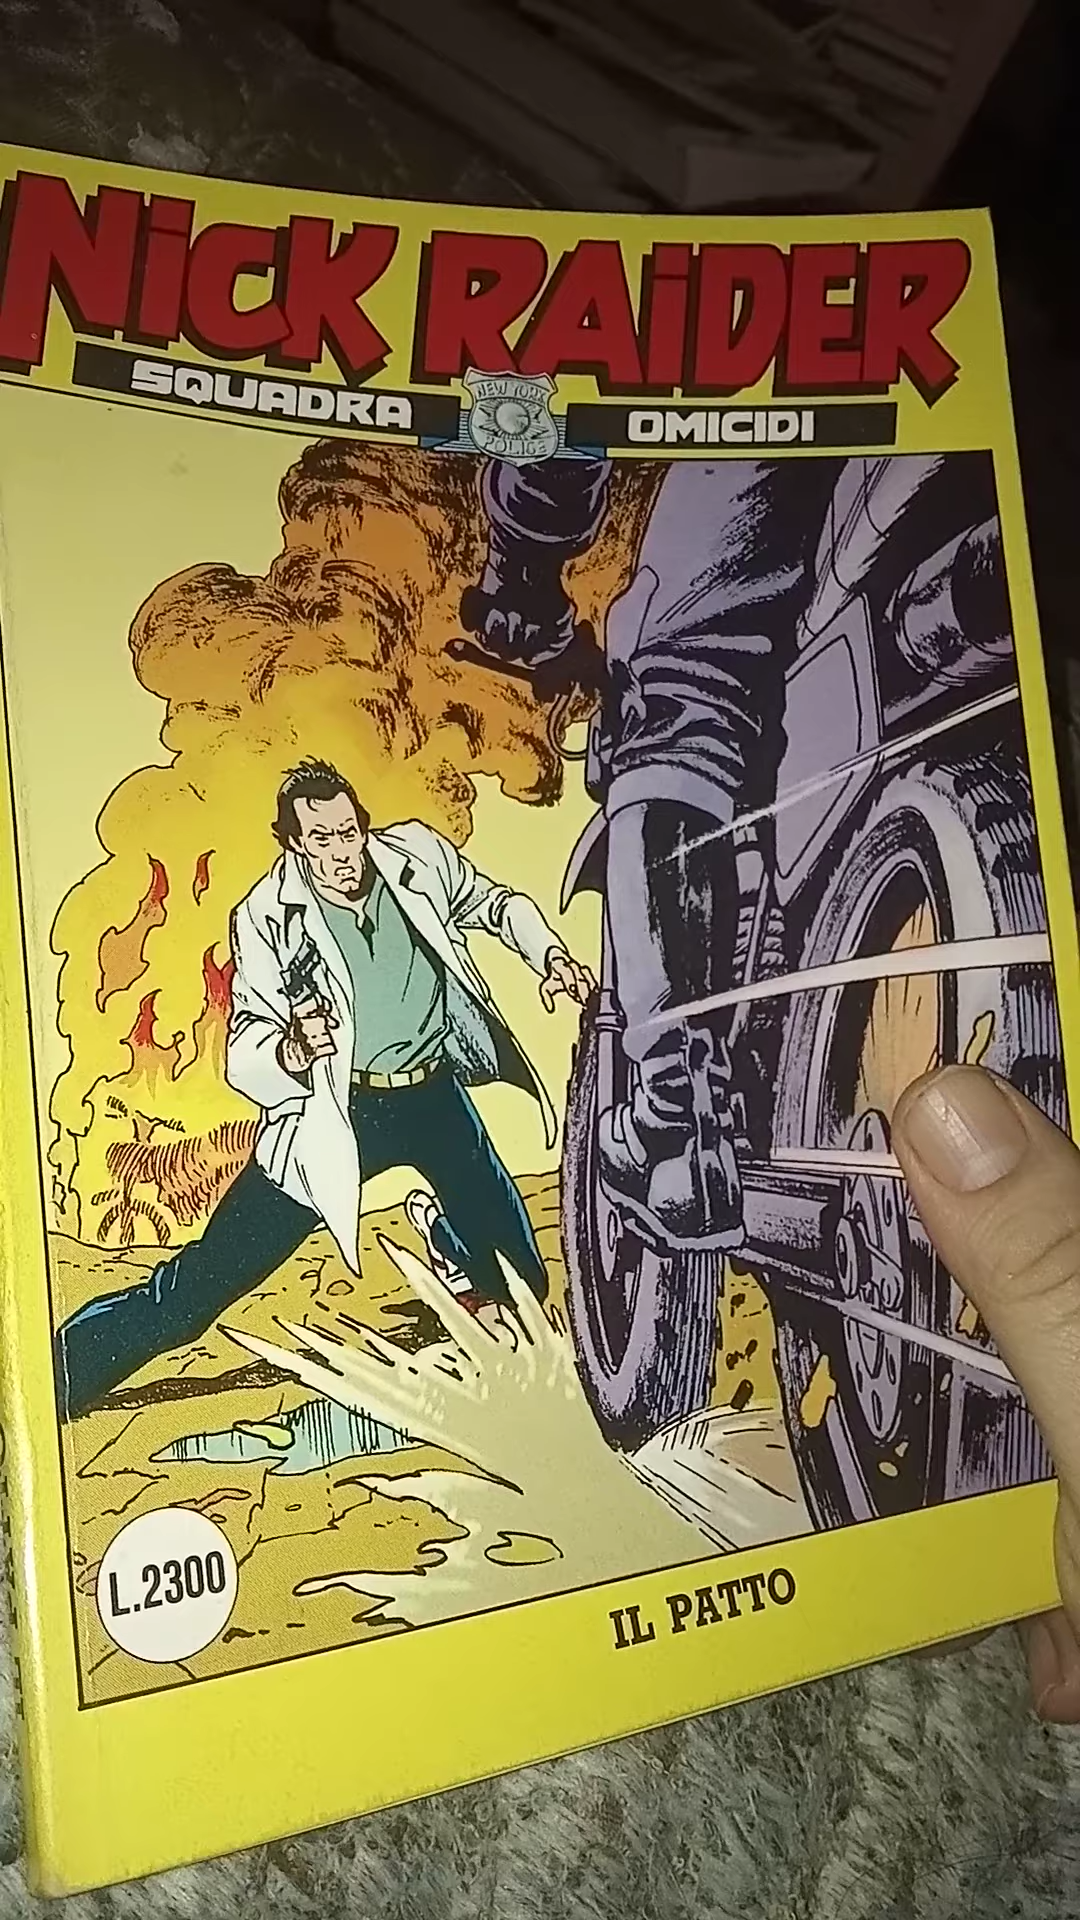 NiCK RAiDER
SQUADRA OMICIDI
NEW YORK
POLICE
L.2300
IL PATTO